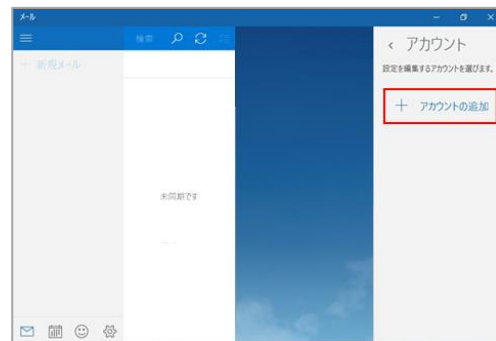 メール
検索
+ 新規メール
未同期です
アカウント
設定を編集するアカウントを選びます。
+ アカウントの追加